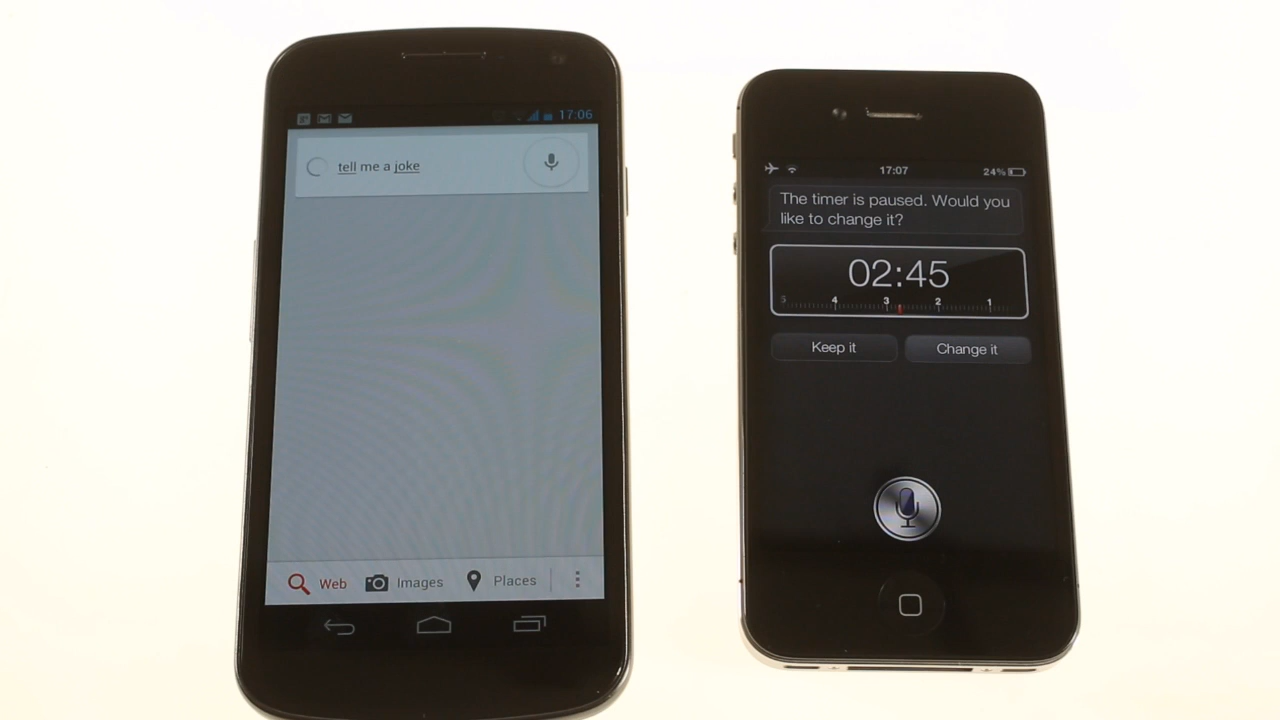 17:06
tell me a joke
Web Images Places
17:07
24%
The timer is paused. Would you
like to change it?
02:45
5 4 3 2 1
Keep it
Change it